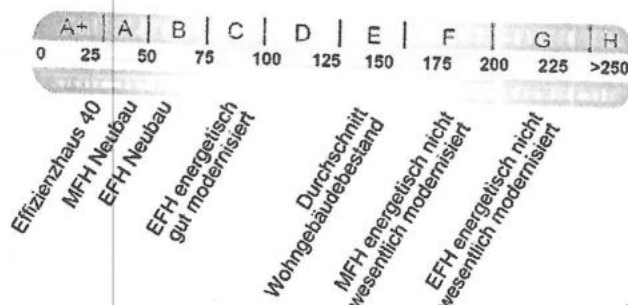 A+ | A | B | C | D | E | F | G | H
0 25 50 75 100 125 150 175 200 225 >250
Effizienzhaus 40
MFH Neubau
EFH Neubau
EFH energetisch
gut modernisiert
Durchschnitt
Wohngebäudebestand
MFH energetisch nicht
wesentlich modernisiert
EFH energetisch nicht
wesentlich modernisiert